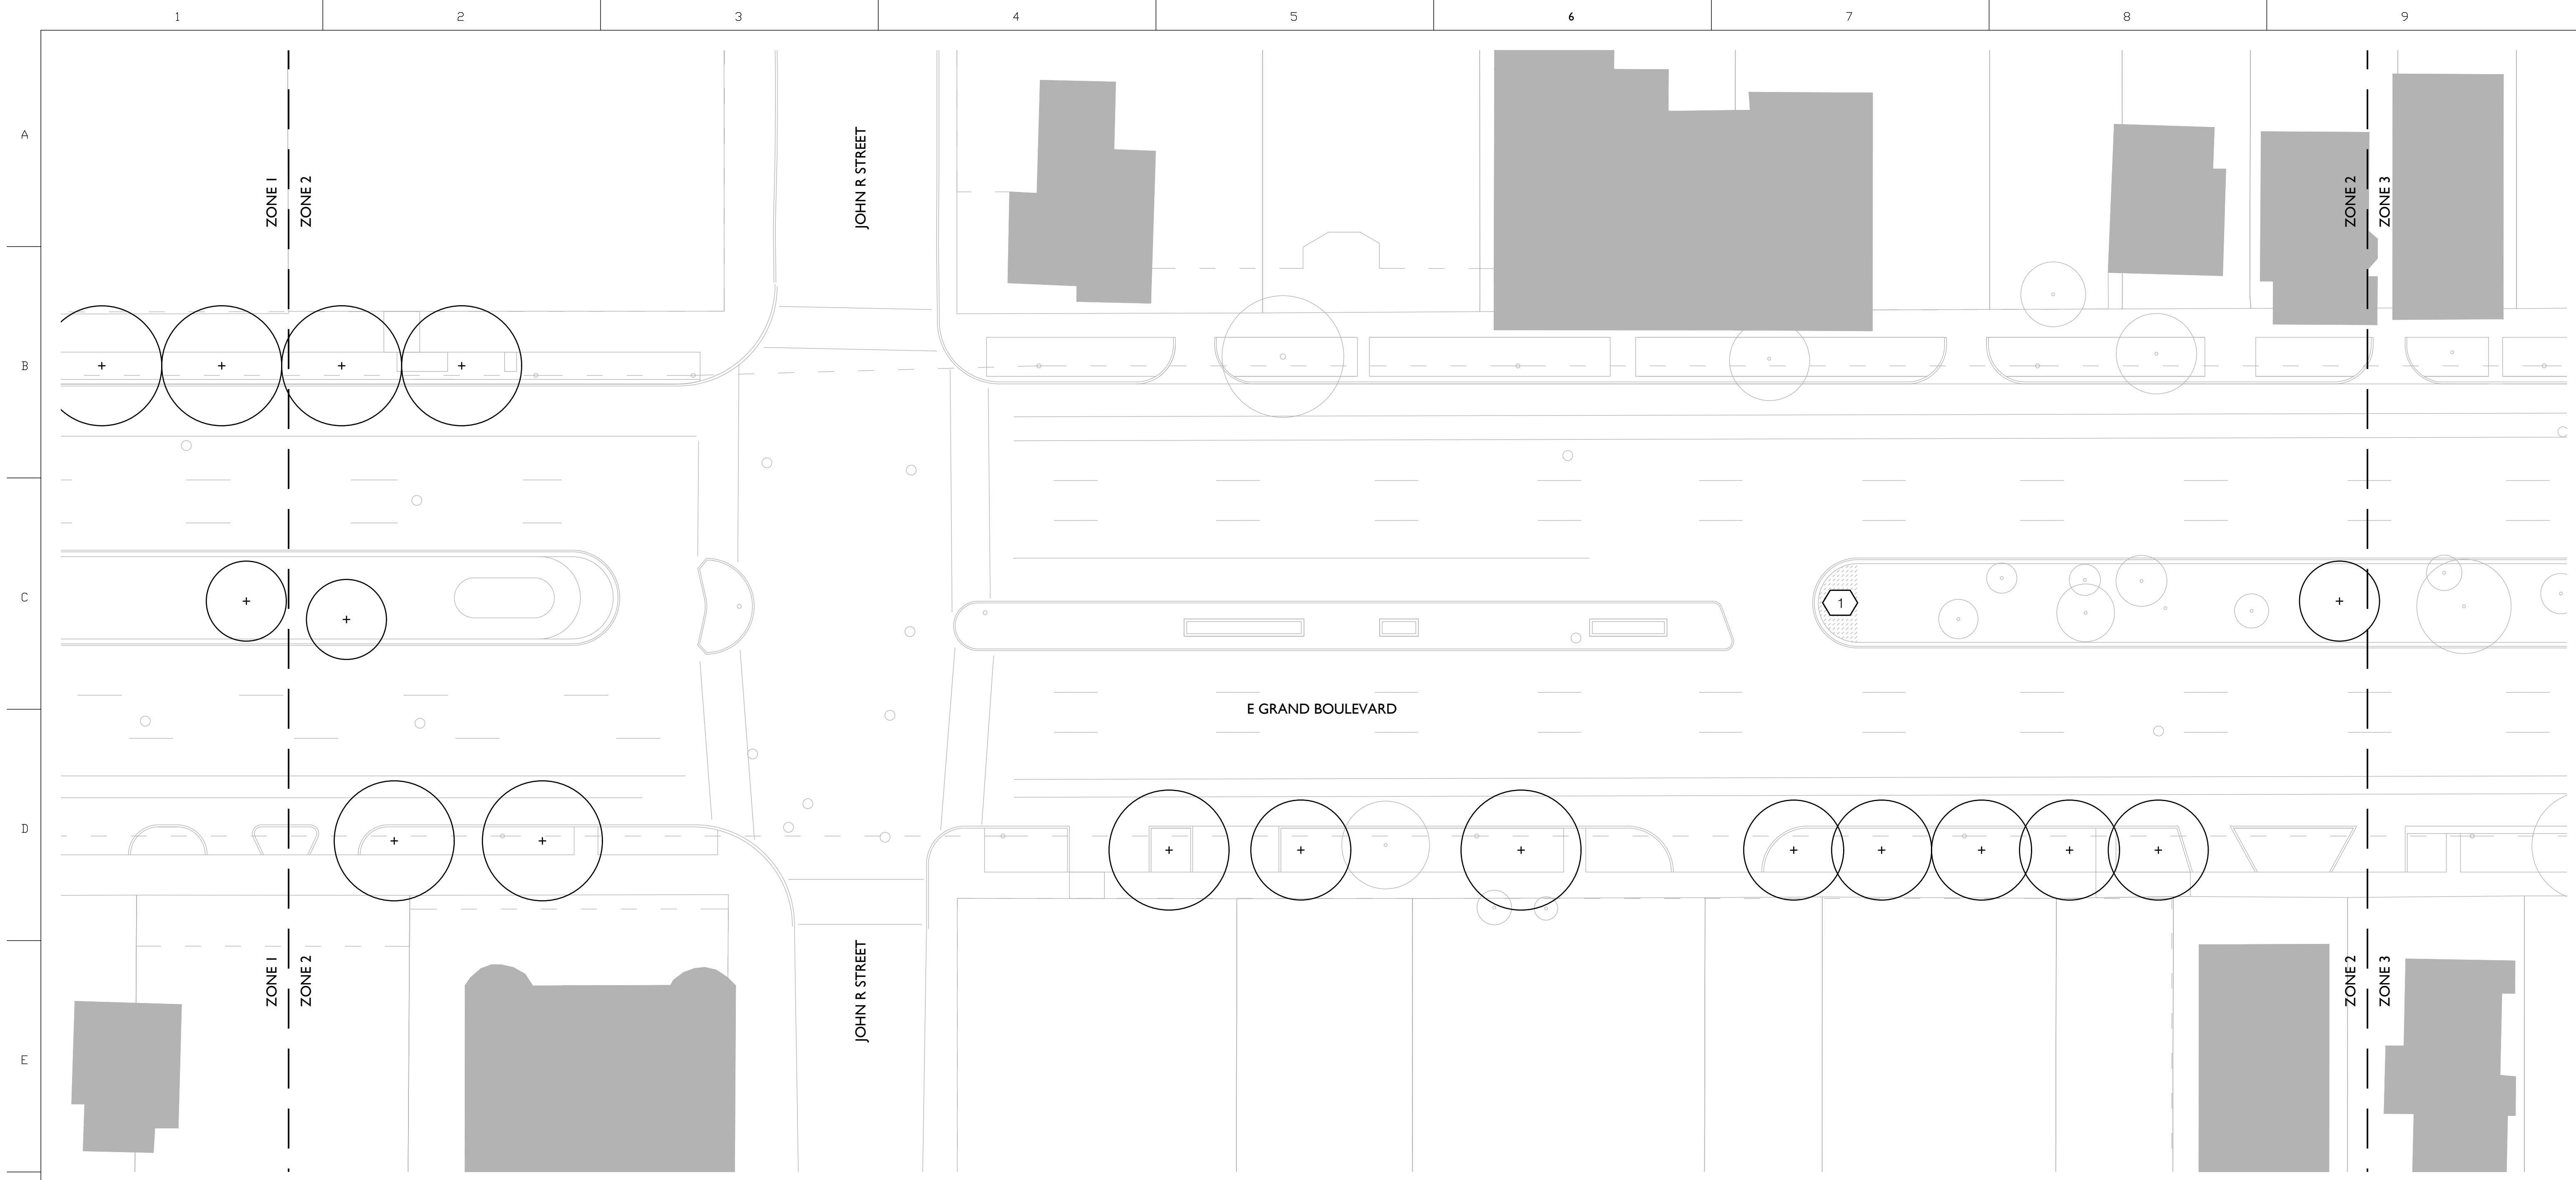 1 2 3 4 5 6 7 8 9
A
JOHN R STREET
ZONE 1
ZONE 2
ZONE 2
ZONE 3
B
C
1
E GRAND BOULEVARD
D
JOHN R STREET
ZONE 1
ZONE 2
ZONE 2
ZONE 3
E